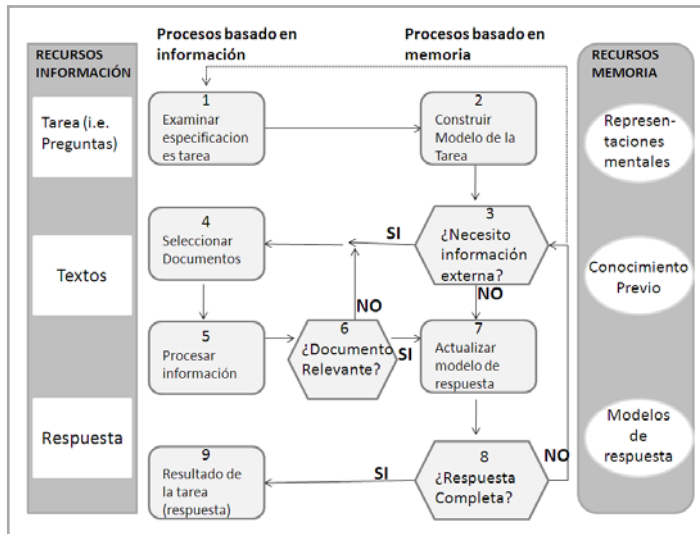 Procesos basado en
información
Procesos basado en
memoria
RECURSOS
INFORMACIÓN
Tarea (i.e.
Preguntas)
Textos
Respuesta
1
Examinar
especificacion
es tarea
2
Construir
Modelo de la
Tarea
3
¿Necesito
información
externa?
SI
NO
4
Seleccionar
Documentos
5
Procesar
información
6
¿Documento
Relevante?
NO
SI
7
Actualizar
modelo de
respuesta
8
¿Respuesta
Completa?
NO
SI
9
Resultado de
la tarea
(respuesta)
RECURSOS
MEMORIA
Represen-
taciones
mentales
Conocimiento
Previo
Modelos
de
respuesta